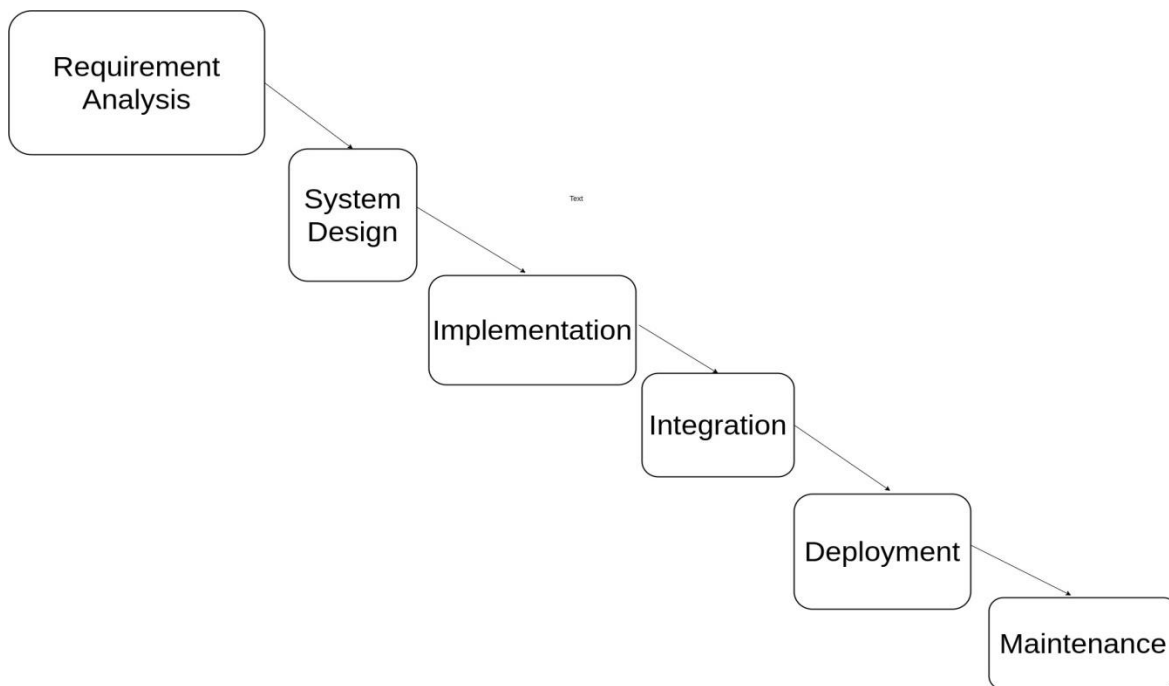 Requirement
Analysis
System
Design
Text
Implementation
Integration
Deployment
Maintenance